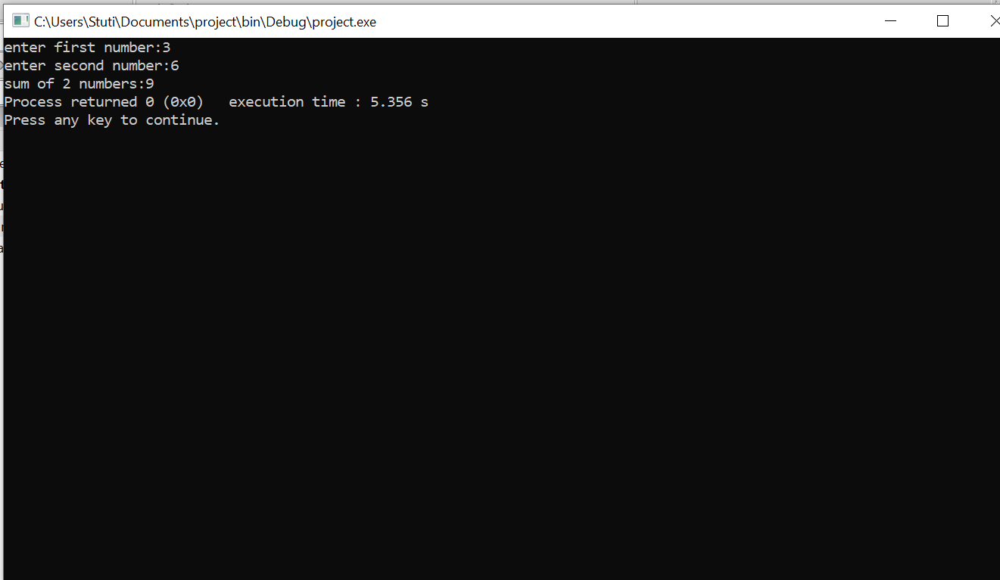 C:\Users\Stuti\Documents\project\bin\Debug\project.exe
enter first number:3
enter second number:6
sum of 2 numbers:9
Process returned 0 (0x0)   execution time : 5.356 s
Press any key to continue.